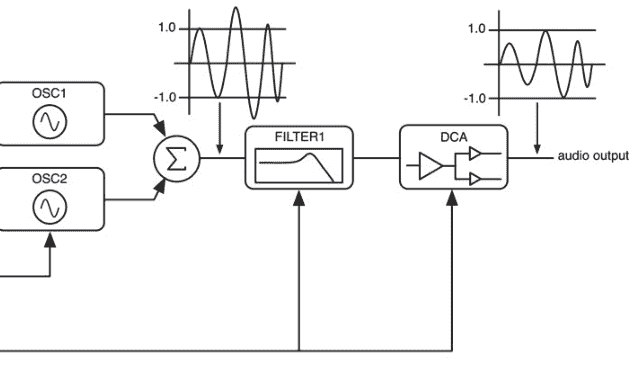 1.0
-1.0
1.0
-1.0
OSC1
OSC2
Σ
FILTER1
DCA
audio output